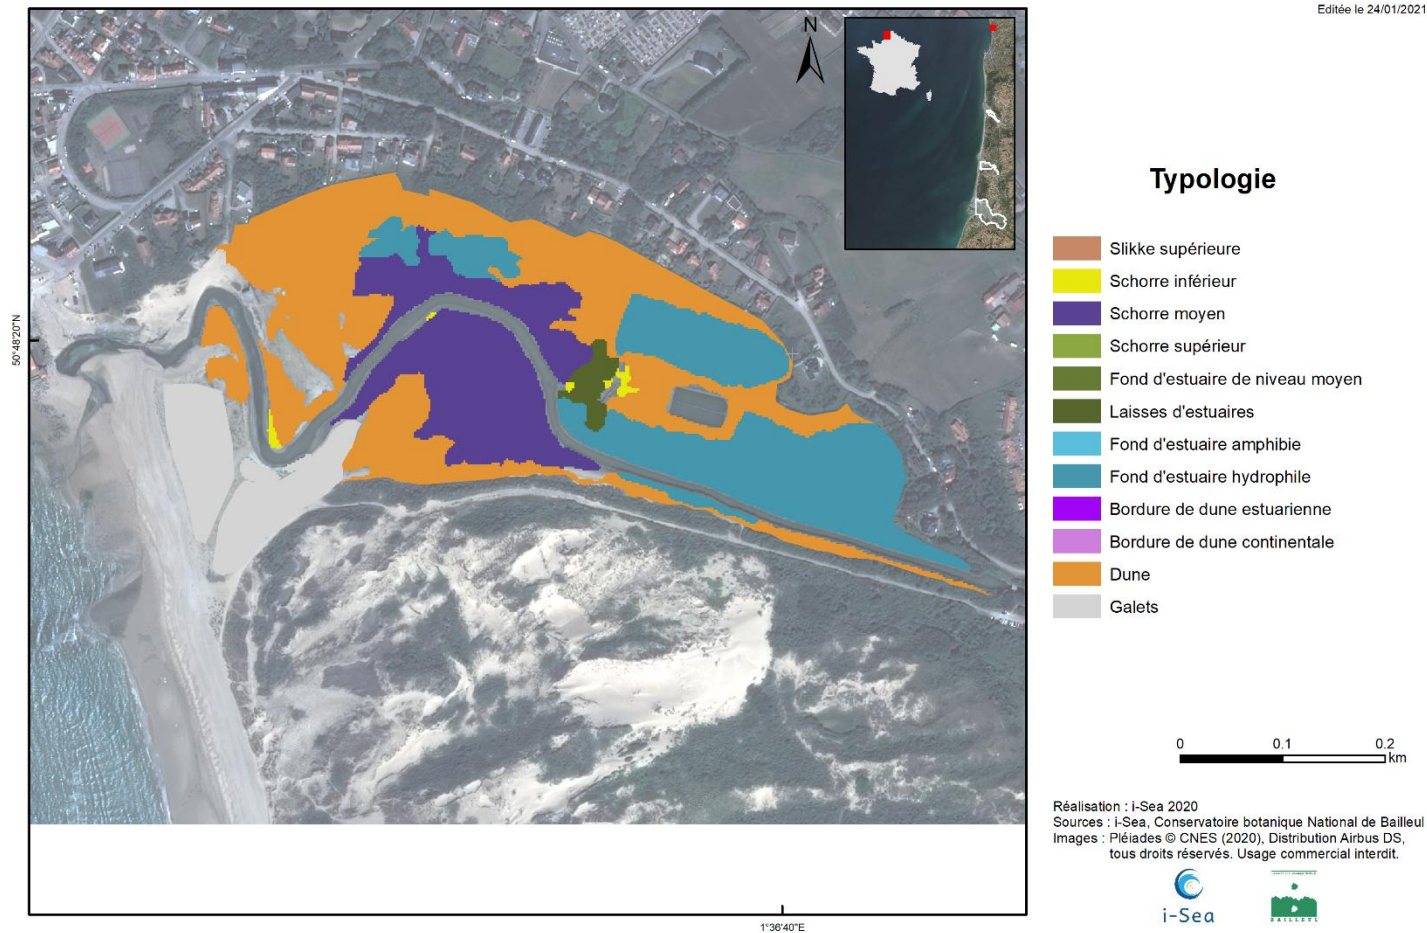 Editée le 24/01/2021
N
50°48'20"N
1°36'40"E
Typologie
Slikke supérieure
Schorre inférieur
Schorre moyen
Schorre supérieur
Fond d'estuaire de niveau moyen
Laisses d'estuaires
Fond d'estuaire amphibie
Fond d'estuaire hydrophile
Bordure de dune estuarienne
Bordure de dune continentale
Dune
Galets
0 0.1 0.2
km
Réalisation : i-Sea 2020
Sources : i-Sea, Conservatoire botanique National de Bailleul
Images : Pléiades © CNES (2020), Distribution Airbus DS,
tous droits réservés. Usage commercial interdit.
i-Sea
BAILLEUL